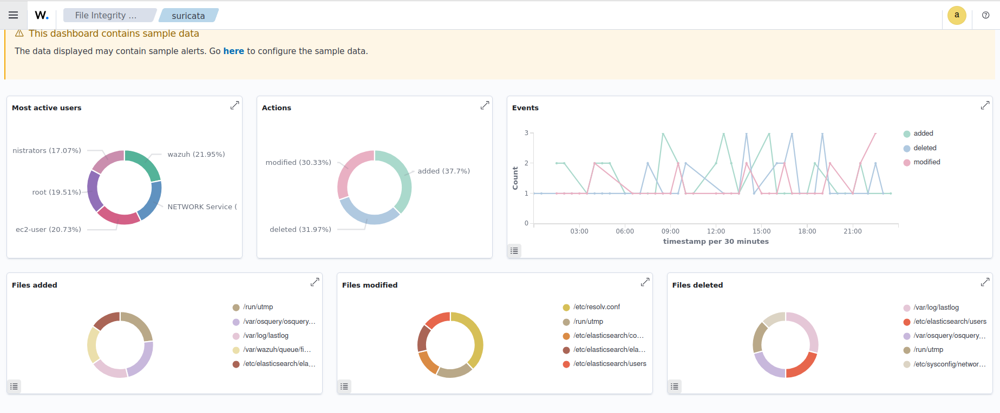 W.
File Integrity ...
suricata
a
This dashboard contains sample data
The data displayed may contain sample alerts. Go here to configure the sample data.
Most active users
nistrators (17.07%)
wazuh (21.95%)
root (19.51%)
NETWORK Service (
ec2-user (20.73%)
Actions
modified (30.33%)
added (37.7%)
deleted (31.97%)
Events
Count
3
2
1
0
03:00 06:00 09:00 12:00 15:00 18:00 21:00
timestamp per 30 minutes
added
deleted
modified
Files added
/run/utmp
/var/osquery/osquery...
/var/log/lastlog
/var/wazuh/queue/fi...
/etc/elasticsearch/ela...
Files modified
/etc/resolv.conf
/run/utmp
/etc/elasticsearch/co...
/etc/elasticsearch/ela...
/etc/elasticsearch/users
Files deleted
/var/log/lastlog
/etc/elasticsearch/users
/var/osquery/osquery...
/run/utmp
/etc/sysconfig/networ...